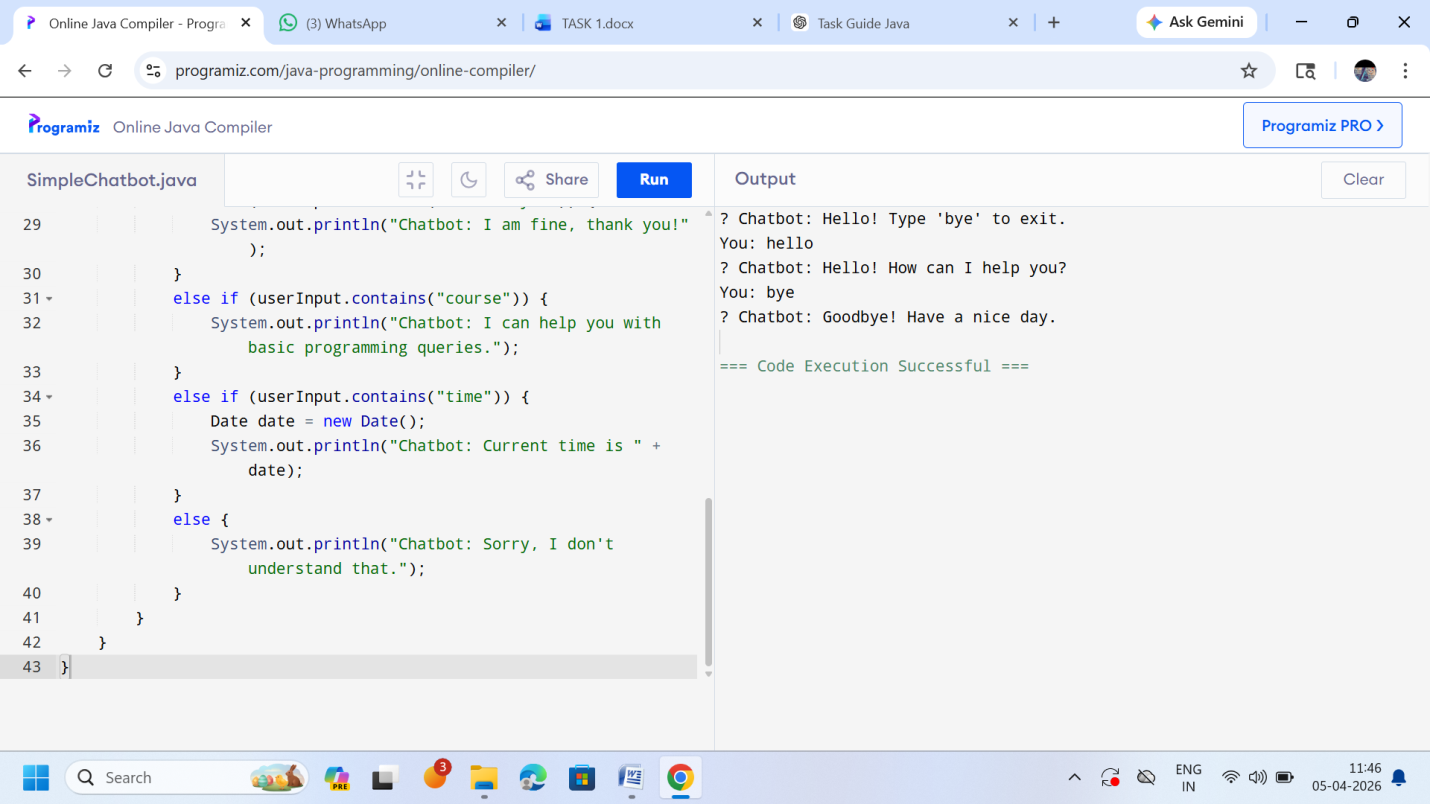 Online Java Compiler - Progra
(3) WhatsApp
TASK 1.docx
Task Guide Java
Ask Gemini
programiz.com/java-programming/online-compiler/
Programiz Online Java Compiler
Programiz PRO
SimpleChatbot.java
Share
Run
Output
Clear
29 System.out.println("Chatbot: I am fine, thank you!"
);
30 }
31 else if (userInput.contains("course")) {
32 System.out.println("Chatbot: I can help you with
basic programming queries.");
33 }
34 else if (userInput.contains("time")) {
35 Date date = new Date();
36 System.out.println("Chatbot: Current time is " +
date);
37 }
38 else {
39 System.out.println("Chatbot: Sorry, I don't
understand that.");
40 }
41 }
42 }
43 }
? Chatbot: Hello! Type 'bye' to exit.
You: hello
? Chatbot: Hello! How can I help you?
You: bye
? Chatbot: Goodbye! Have a nice day.
=== Code Execution Successful ===
Search
PRE
3
ENG
IN
11:46
05-04-2026